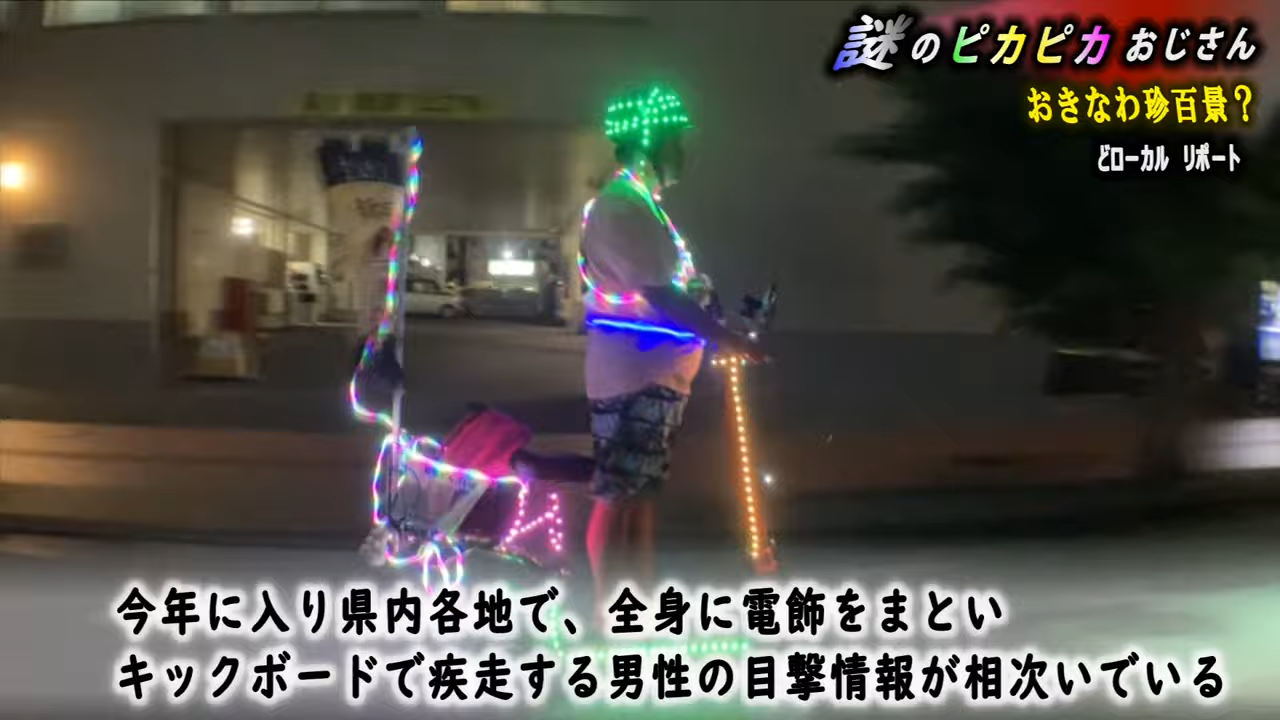 謎のピカピカおじさん
おきなわ珍百景？
どローカル リポート
今年に入り県内各地で、全身に電飾をまとい
キックボードで疾走する男性の目撃情報が相次いでいる